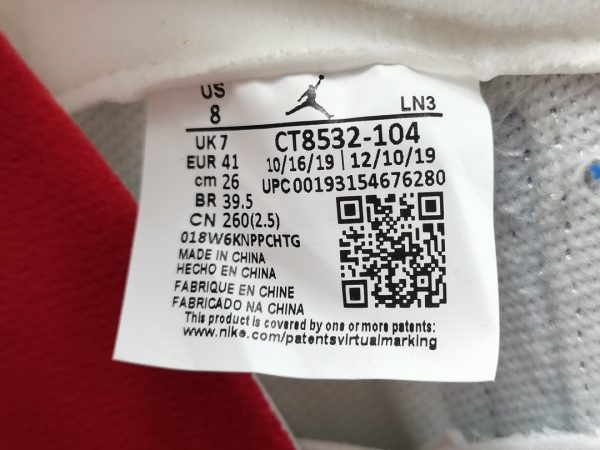 US
8
LN3
UK 7
CT8532-104
EUR 41
10/16/19 | 12/10/19
cm 26
UPC 00193154676280
BR 39.5
CN 260(2.5)
018W6KNPPCHTG
MADE IN CHINA
HECHO EN CHINA
FABRIQUE EN CHINE
FABRICADO NA CHINA
This product is covered by one or more patents:
www.nike.com/patentsvirtualmarking